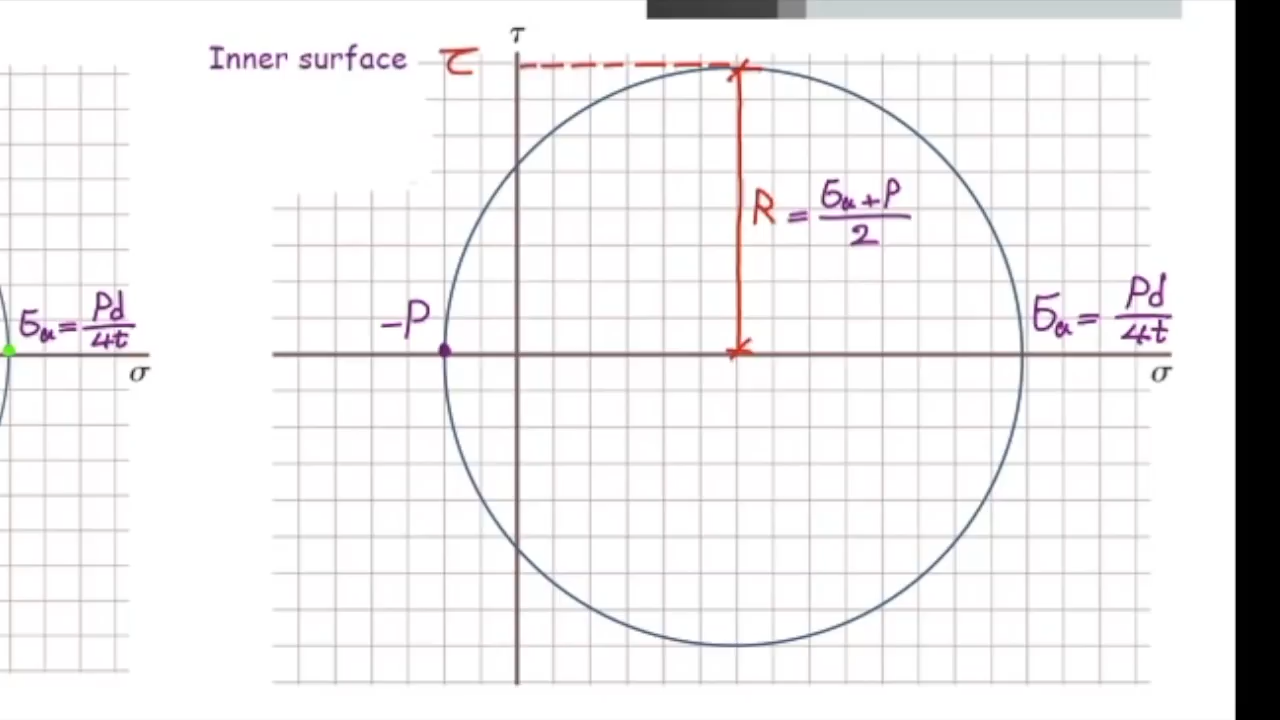 τ
Inner surface τ
R = σa + P / 2
-P
σa = Pd / 4t
σa = Pd / 4t
σ
σ